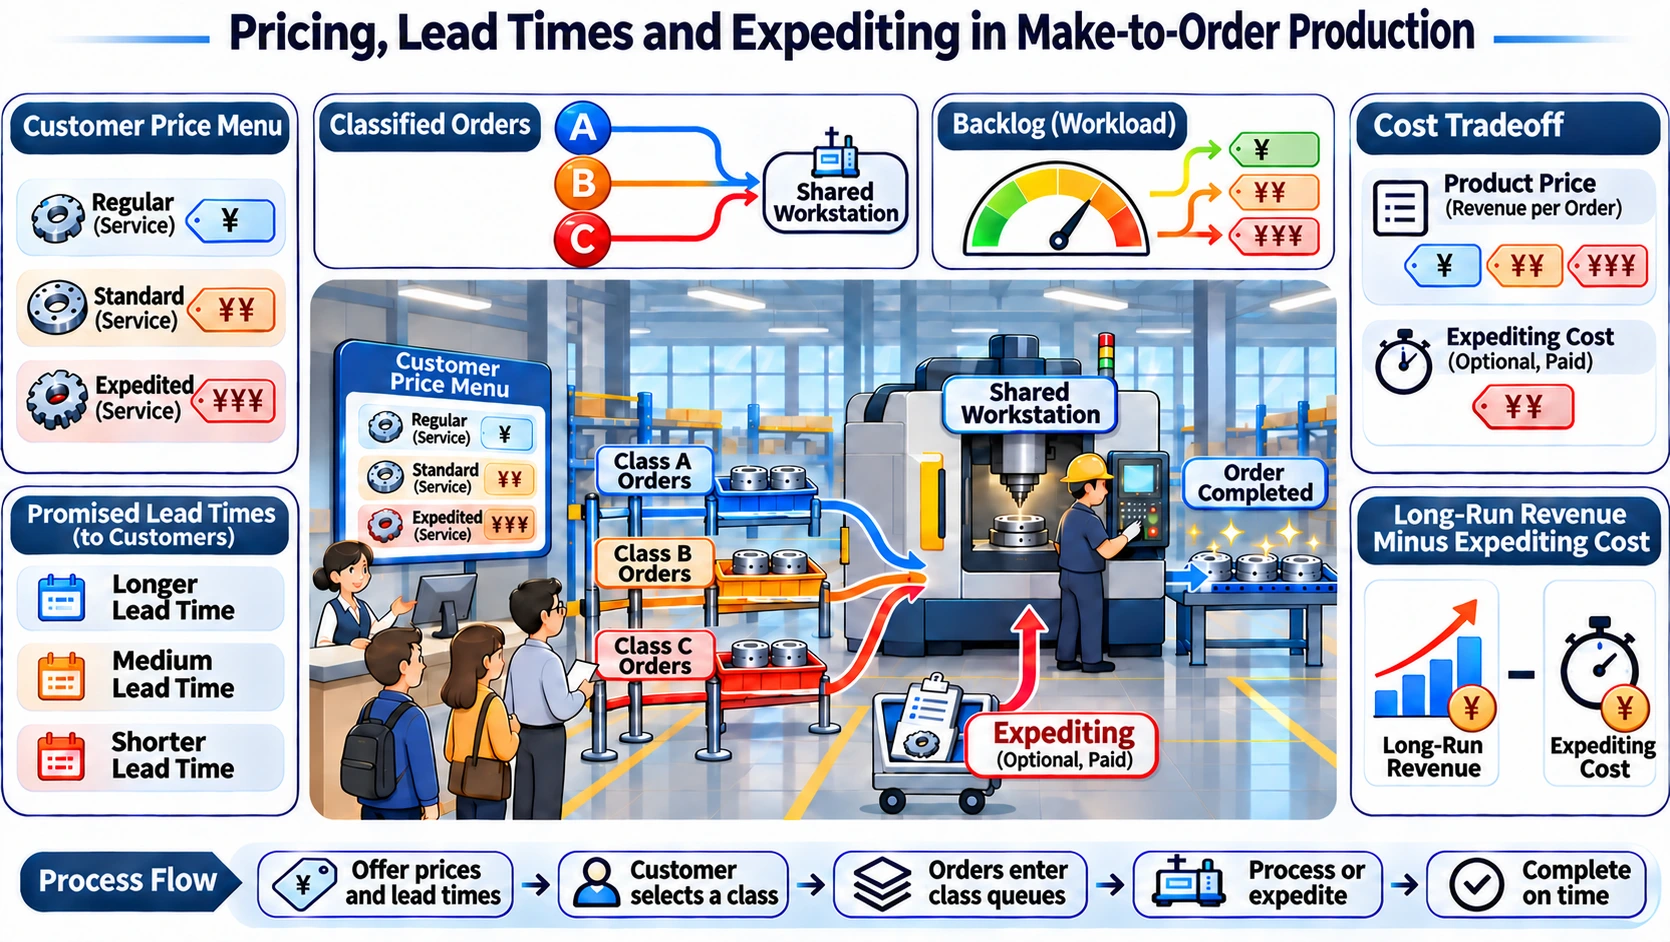 Pricing, Lead Times and Expediting in Make-to-Order Production
Customer Price Menu
Regular
(Service)
¥
Standard
(Service)
¥¥
Expedited
(Service)
¥¥¥
Promised Lead Times
(to Customers)
Longer
Lead Time
Medium
Lead Time
Shorter
Lead Time
Classified Orders
A
B
C
Shared
Workstation
Backlog (Workload)
¥
¥¥
¥¥¥
Customer
Price Menu
Regular
(Service)
¥
Standard
(Service)
¥¥
Expedited
(Service)
¥¥¥
Class A
Orders
Class B
Orders
Class C
Orders
Shared
Workstation
Order
Completed
Expediting
(Optional, Paid)
Cost Tradeoff
Product Price
(Revenue per Order)
¥
¥¥
¥¥¥
Expediting Cost
(Optional, Paid)
¥¥
Long-Run Revenue
Minus Expediting Cost
¥
Long-Run
Revenue
-
¥
Expediting
Cost
Process Flow
¥
Offer prices
and lead times
Customer
selects a class
Orders enter
class queues
Process or
expedite
Complete
on time